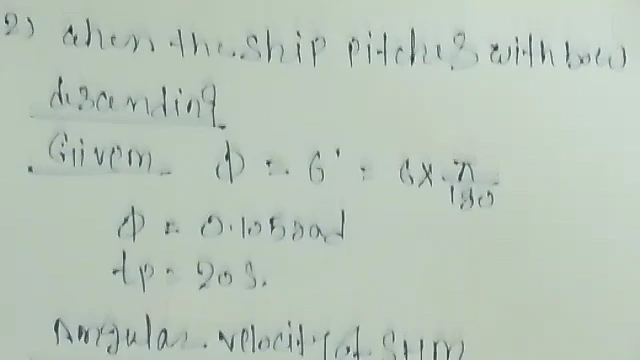 2) when the ship pitches with bow
descending
Given φ = 6° = 6 × π/180
φ = 0.105 rad
tp = 20 s.
Angular velocity of SHM